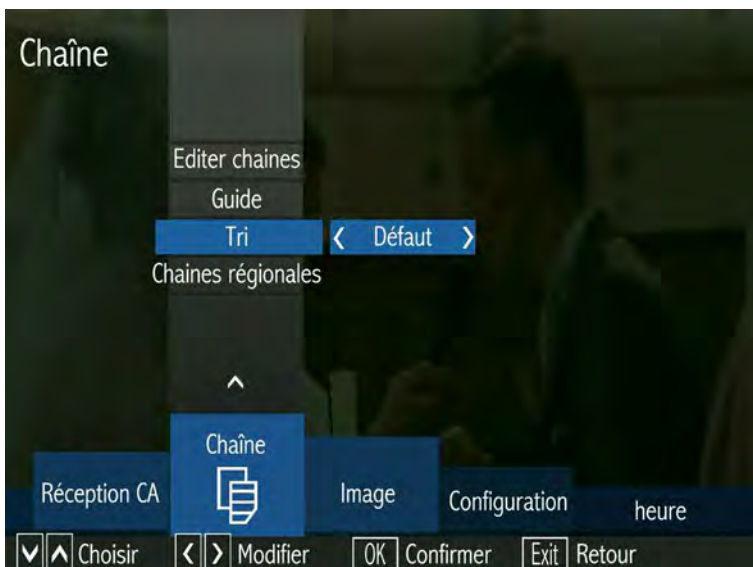 Chaîne
Editer chaines
Guide
Tri < Défaut >
Chaines régionales
Réception CA Chaîne Image Configuration heure
Choisir < > Modifier OK Confirmer Exit Retour